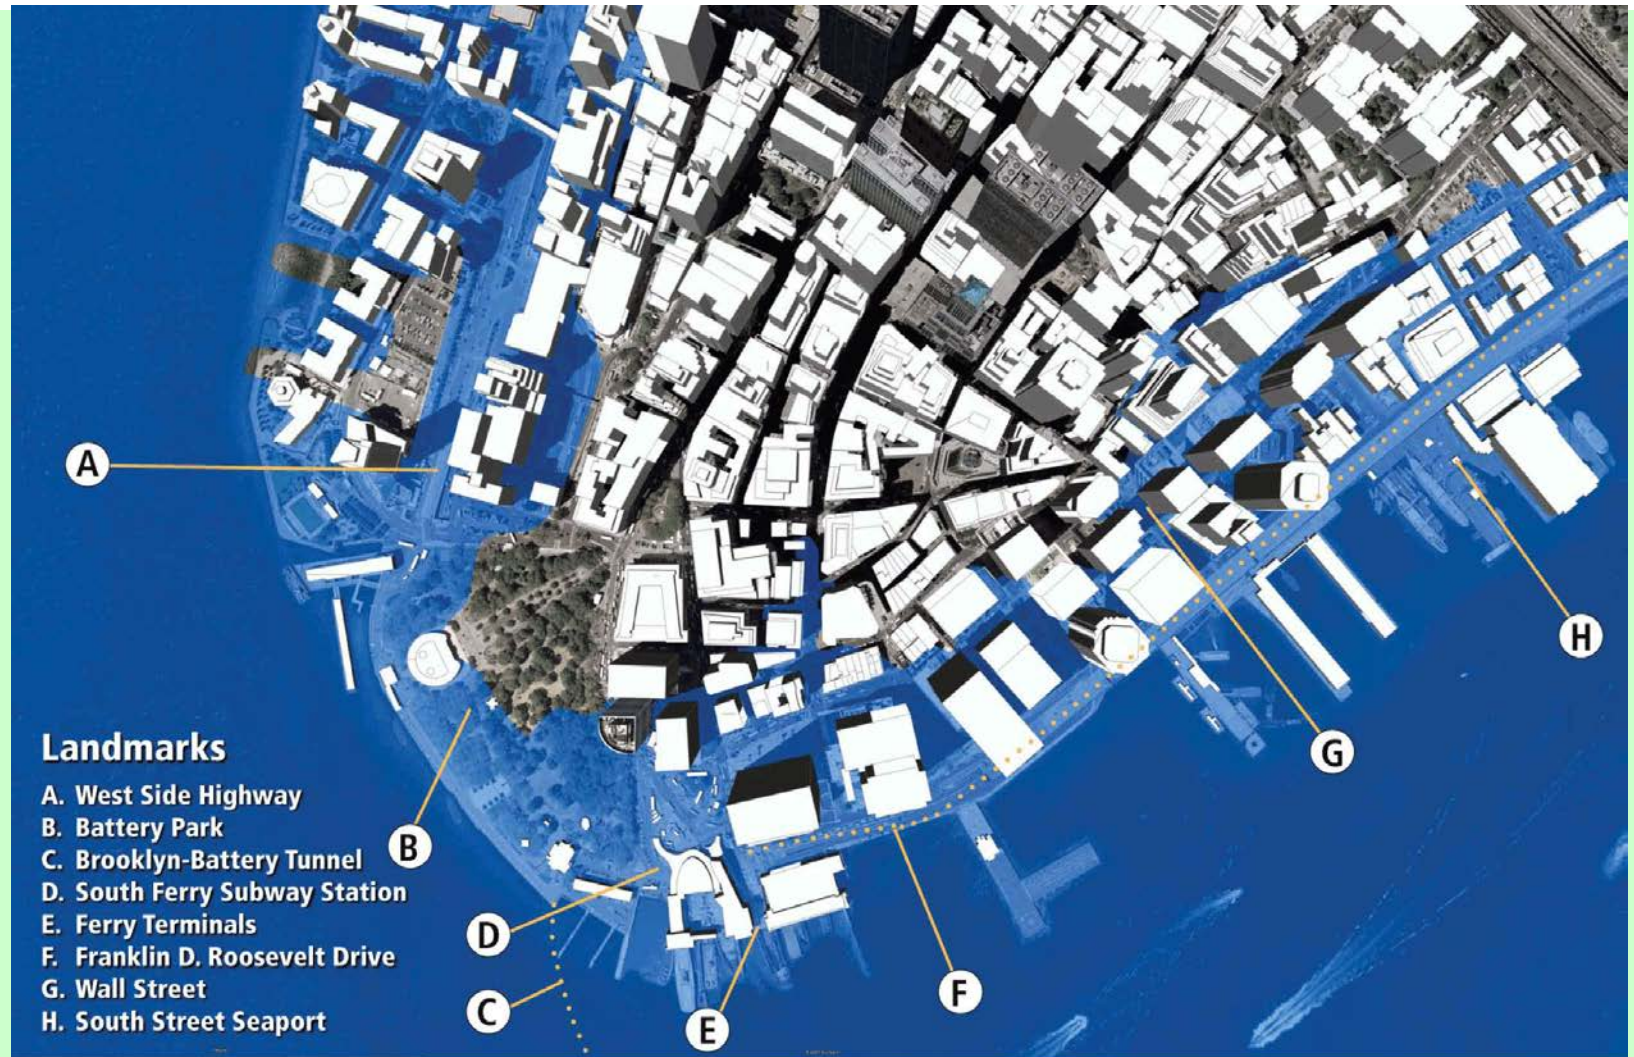 A
H
G
Landmarks
A. West Side Highway
B. Battery Park
C. Brooklyn-Battery Tunnel
D. South Ferry Subway Station
E. Ferry Terminals
F. Franklin D. Roosevelt Drive
G. Wall Street
H. South Street Seaport
B
D
F
C
E